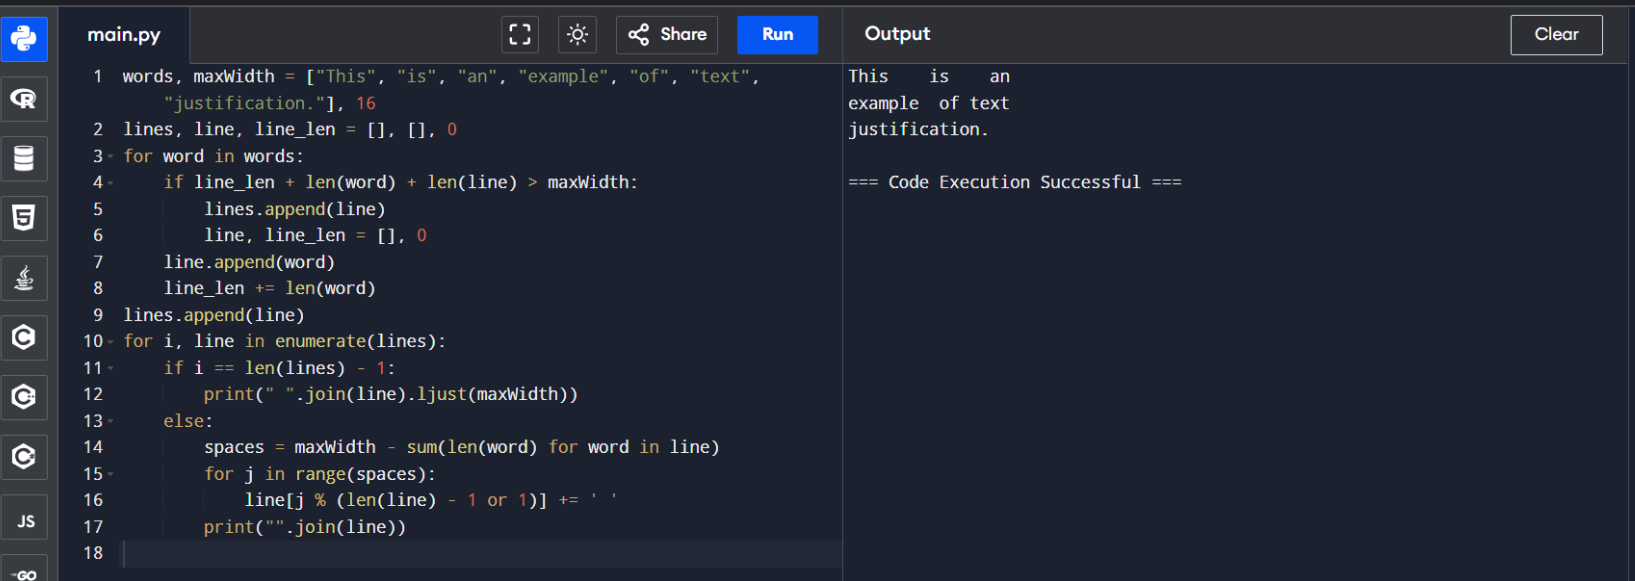 main.py
Share
Run
Output
Clear
1 words, maxWidth = ["This", "is", "an", "example", "of", "text",
"justification."], 16
2 lines, line, line_len = [], [], 0
3 for word in words:
4     if line_len + len(word) + len(line) > maxWidth:
5         lines.append(line)
6         line, line_len = [], 0
7     line.append(word)
8     line_len += len(word)
9 lines.append(line)
10 for i, line in enumerate(lines):
11     if i == len(lines) - 1:
12         print(" ".join(line).ljust(maxWidth))
13     else:
14         spaces = maxWidth - sum(len(word) for word in line)
15         for j in range(spaces):
16             line[j % (len(line) - 1 or 1)] += ' '
17         print("".join(line))
18
This    is    an
example  of text
justification.
=== Code Execution Successful ===
R
5
C
C
C
JS
GO